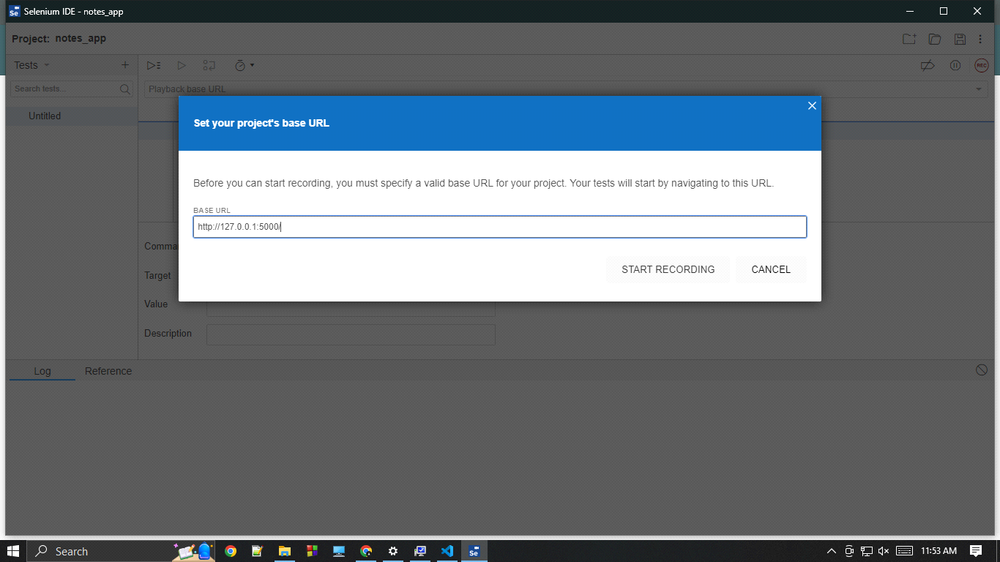 Selenium IDE - notes_app
Project: notes_app
Tests
Search tests...
Playback base URL
Untitled
REC
Set your project's base URL
Before you can start recording, you must specify a valid base URL for your project. Your tests will start by navigating to this URL.
BASE URL
http://127.0.0.1:5000/
START RECORDING
CANCEL
Comma
Target
Value
Description
Log
Reference
Search
Se
11:53 AM